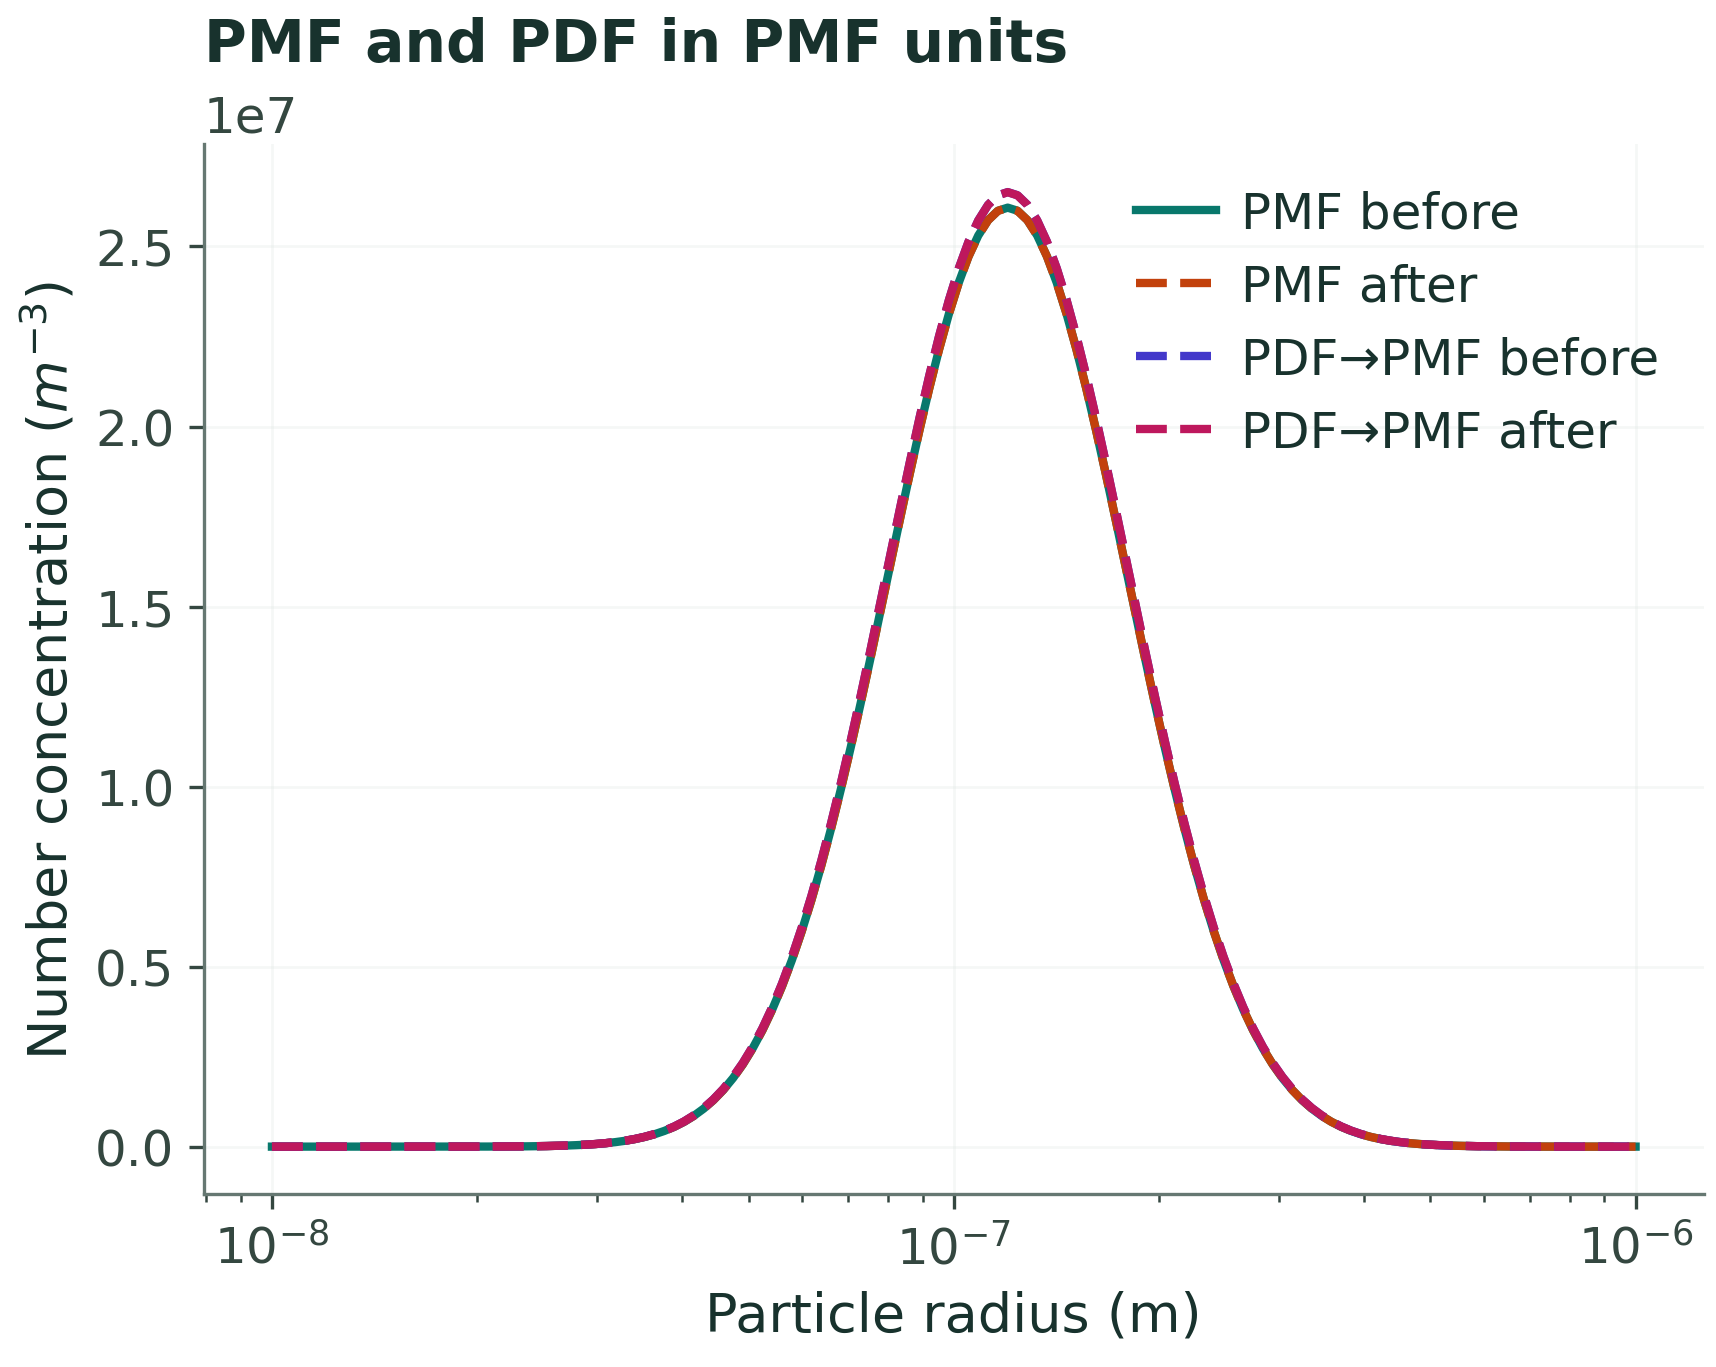 PMF and PDF in PMF units
1e7
Number concentration (m⁻³)
2.5
2.0
1.5
1.0
0.5
0.0
PMF before
PMF after
PDF→PMF before
PDF→PMF after
10⁻⁸ 10⁻⁷ 10⁻⁶
Particle radius (m)